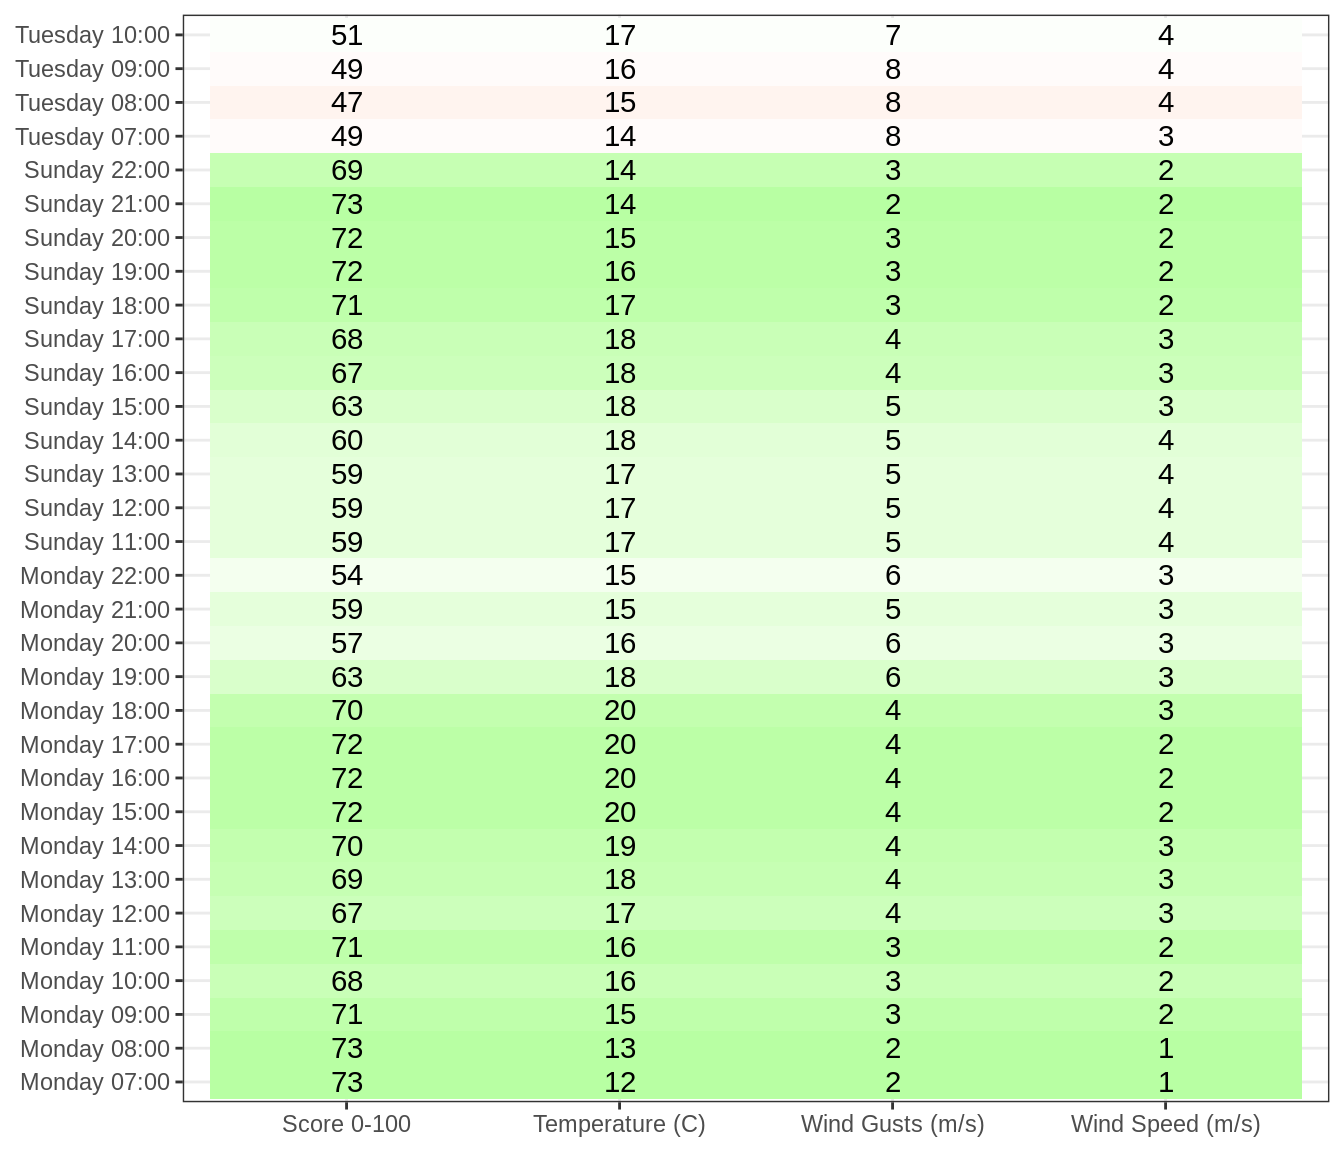 Tuesday 10:00 51 17 7 4
Tuesday 09:00 49 16 8 4
Tuesday 08:00 47 15 8 4
Tuesday 07:00 49 14 8 3
Sunday 22:00 69 14 3 2
Sunday 21:00 73 14 2 2
Sunday 20:00 72 15 3 2
Sunday 19:00 72 16 3 2
Sunday 18:00 71 17 3 2
Sunday 17:00 68 18 4 3
Sunday 16:00 67 18 4 3
Sunday 15:00 63 18 5 3
Sunday 14:00 60 18 5 4
Sunday 13:00 59 17 5 4
Sunday 12:00 59 17 5 4
Sunday 11:00 59 17 5 4
Monday 22:00 54 15 6 3
Monday 21:00 59 15 5 3
Monday 20:00 57 16 6 3
Monday 19:00 63 18 6 3
Monday 18:00 70 20 4 3
Monday 17:00 72 20 4 2
Monday 16:00 72 20 4 2
Monday 15:00 72 20 4 2
Monday 14:00 70 19 4 3
Monday 13:00 69 18 4 3
Monday 12:00 67 17 4 3
Monday 11:00 71 16 3 2
Monday 10:00 68 16 3 2
Monday 09:00 71 15 3 2
Monday 08:00 73 13 2 1
Monday 07:00 73 12 2 1
Score 0-100 Temperature (C) Wind Gusts (m/s) Wind Speed (m/s)